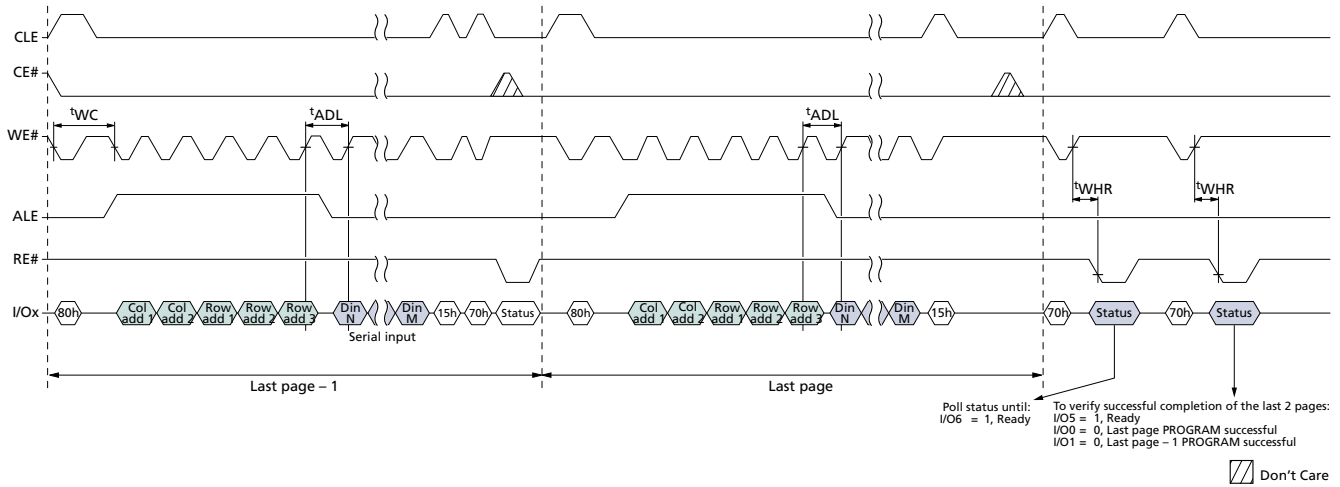 CLE
CE#
tWC
tADL
tADL
WE#
tWHR
tWHR
ALE
RE#
I/Ox
80h
Col add 1
Col add 2
Row add 1
Row add 2
Row add 3
Din N
Din M
15h
70h
Status
80h
Col add 1
Col add 2
Row add 1
Row add 2
Row add 3
Din N
Din M
15h
70h
Status
70h
Status
Serial input
Last page – 1
Last page
Poll status until:
I/O6 = 1, Ready
To verify successful completion of the last 2 pages:
I/O5 = 1, Ready
I/O0 = 0, Last page PROGRAM successful
I/O1 = 0, Last page – 1 PROGRAM successful
Don't Care